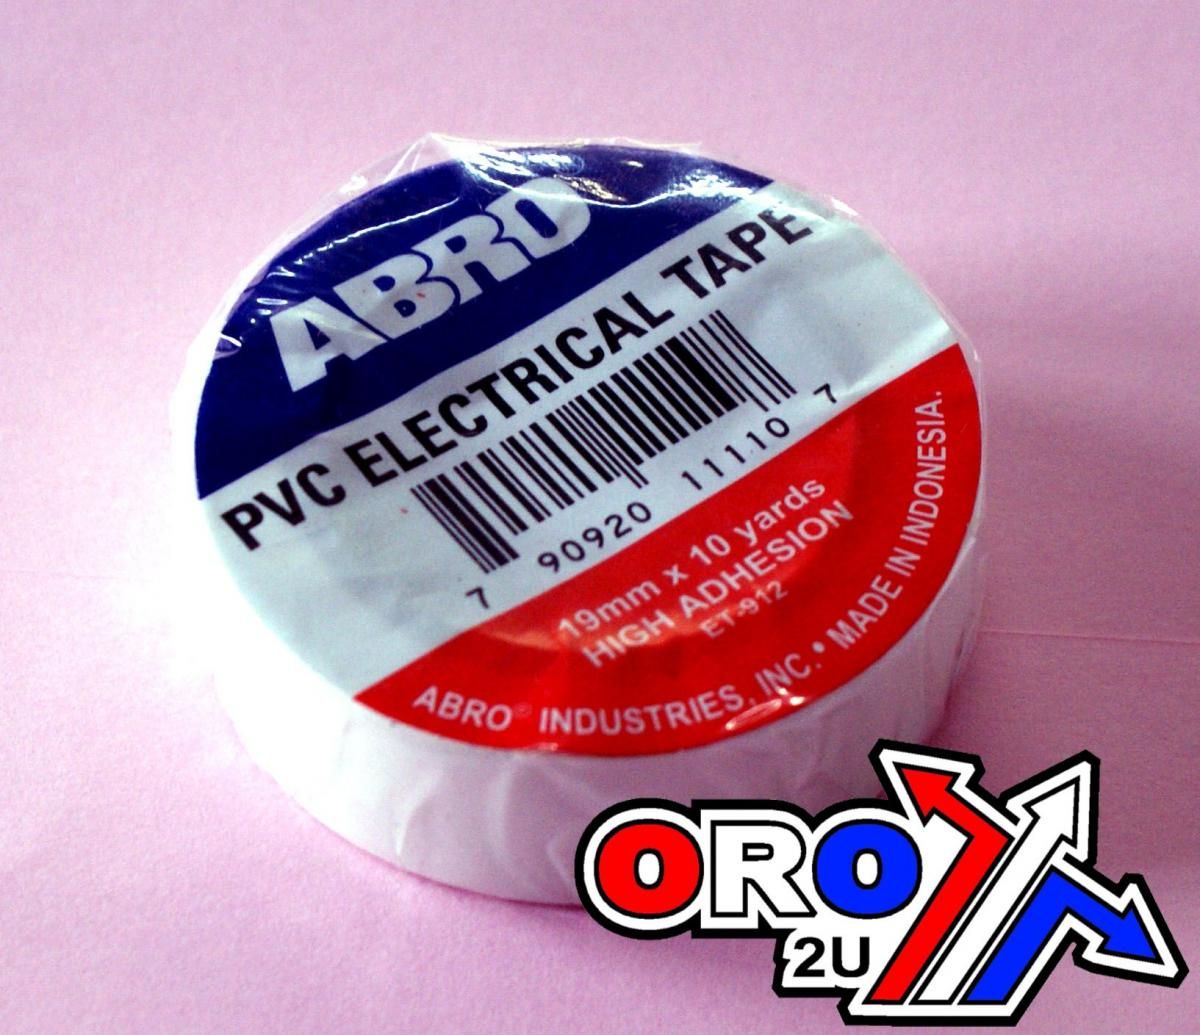 ABRO
PVC ELECTRICAL TAPE
7 90920 11110 7
19mm x 10 yards
HIGH ADHESION
ET-912
ABRO® INDUSTRIES, INC.• MADE IN INDONESIA.
ORO
2U